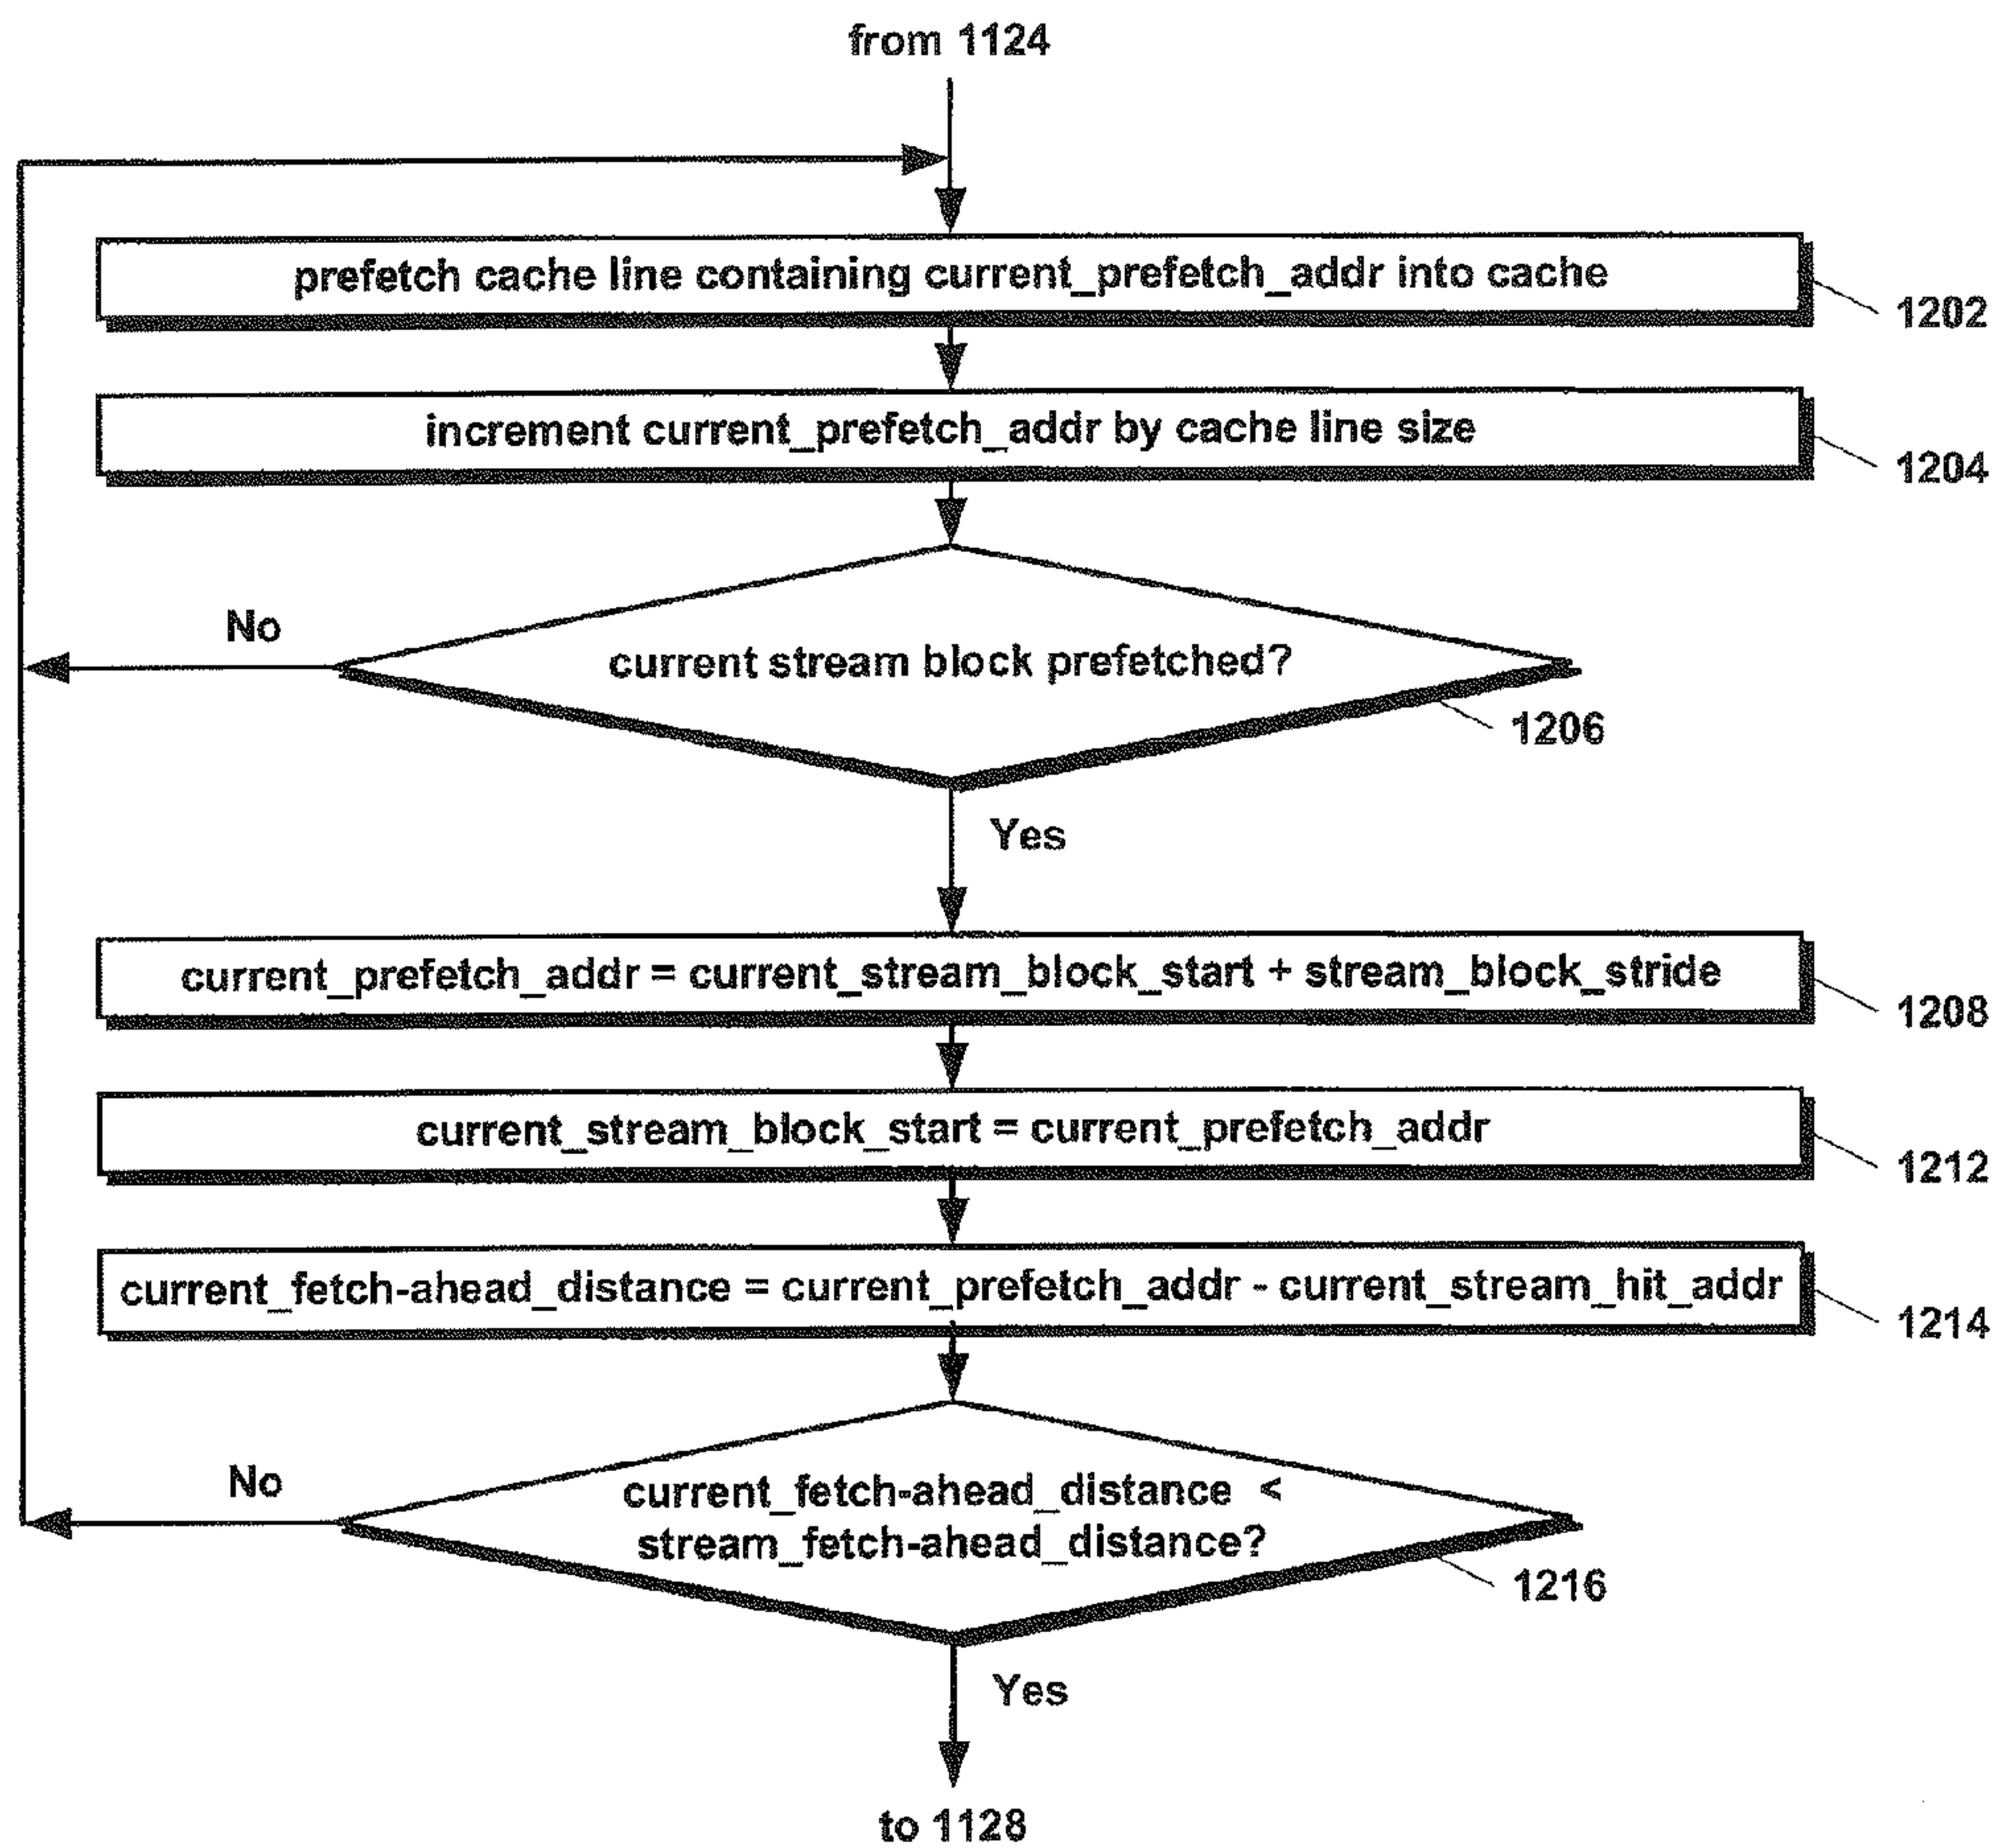 from 1124
prefetch cache line containing current_prefetch_addr into cache
1202
increment current_prefetch_addr by cache line size
1204
No
current stream block prefetched?
1206
Yes
current_prefetch_addr = current_stream_block_start + stream_block_stride
1208
current_stream_block_start = current_prefetch_addr
1212
current_fetch-ahead_distance = current_prefetch_addr - current_stream_hit_addr
1214
No
current_fetch-ahead_distance <
stream_fetch-ahead_distance?
1216
Yes
to 1128